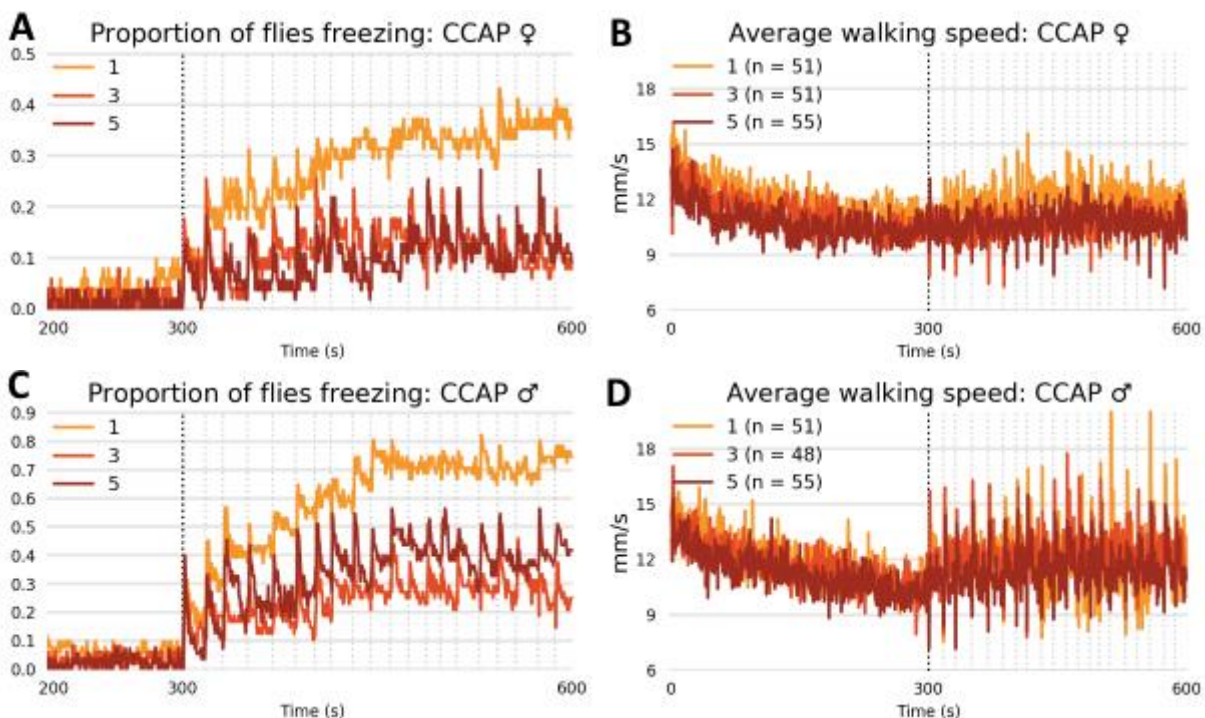 A
Proportion of flies freezing: CCAP ♀
0.5
0.4
0.3
0.2
0.1
0.0
1
3
5
200
300
600
Time (s)
B
Average walking speed: CCAP ♀
mm/s
18
15
12
9
6
1 (n = 51)
3 (n = 51)
5 (n = 55)
0
300
600
Time (s)
C
Proportion of flies freezing: CCAP ♂
0.9
0.8
0.7
0.6
0.5
0.4
0.3
0.2
0.1
0.0
1
3
5
200
300
600
Time (s)
D
Average walking speed: CCAP ♂
mm/s
18
15
12
9
6
1 (n = 51)
3 (n = 48)
5 (n = 55)
0
300
600
Time (s)